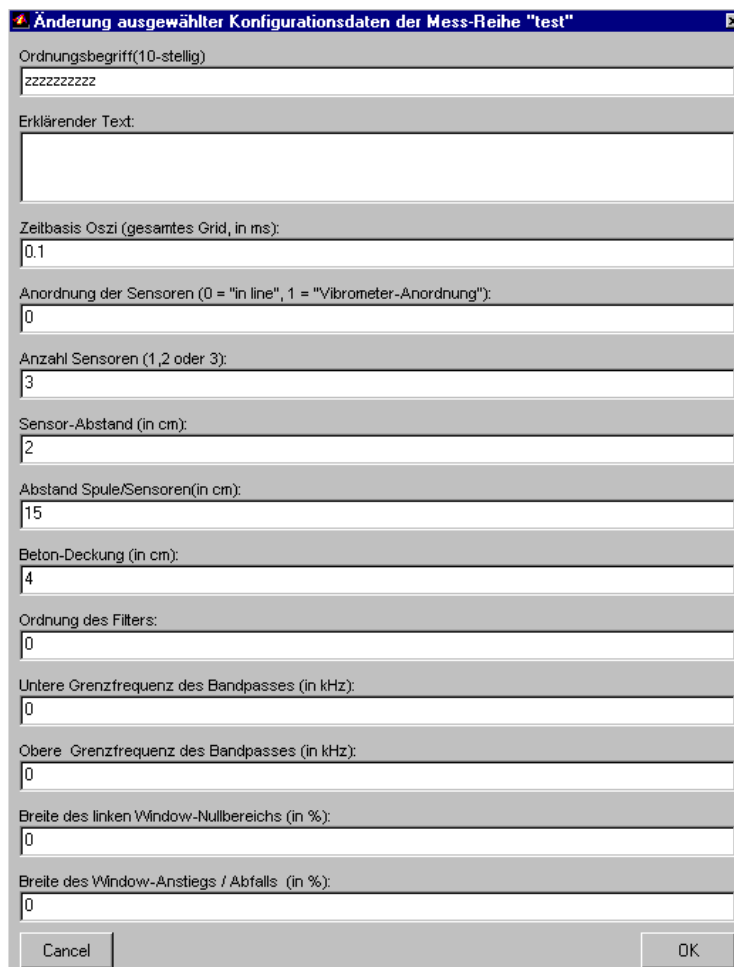 Änderung ausgewählter Konfigurationsdaten der Mess-Reihe "test"
Ordnungsbegriff(10-stellig)
zzzzzzzzzz
Erklärender Text:
Zeitbasis Oszi (gesamtes Grid, in ms):
0.1
Anordnung der Sensoren (0 = "in line", 1 = "Vibrometer-Anordnung"):
0
Anzahl Sensoren (1,2 oder 3):
3
Sensor-Abstand (in cm):
2
Abstand Spule/Sensoren(in cm):
15
Beton-Deckung (in cm):
4
Ordnung des Filters:
0
Untere Grenzfrequenz des Bandpasses (in kHz):
0
Obere  Grenzfrequenz des Bandpasses (in kHz):
0
Breite des linken Window-Nullbereichs (in %):
0
Breite des Window-Anstiegs / Abfalls  (in %):
0
Cancel OK